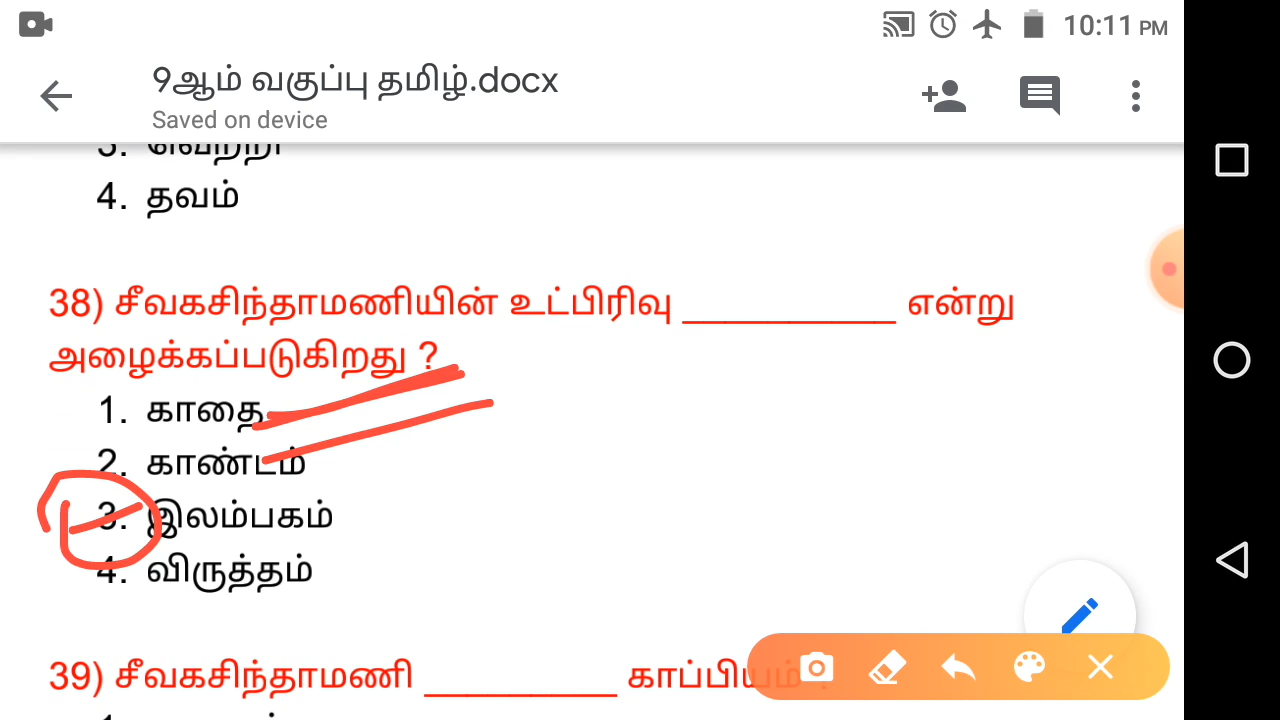 10:11 PM
9ஆம் வகுப்பு தமிழ்.docx
Saved on device
3. வெற்றி
4. தவம்
38) சீவகசிந்தாமணியின் உட்பிரிவு __________ என்று
அழைக்கப்படுகிறது ?
1. காதை
2. காண்டம்
3. இலம்பகம்
4. விருத்தம்
39) சீவகசிந்தாமணி _________ காப்பியம் ?